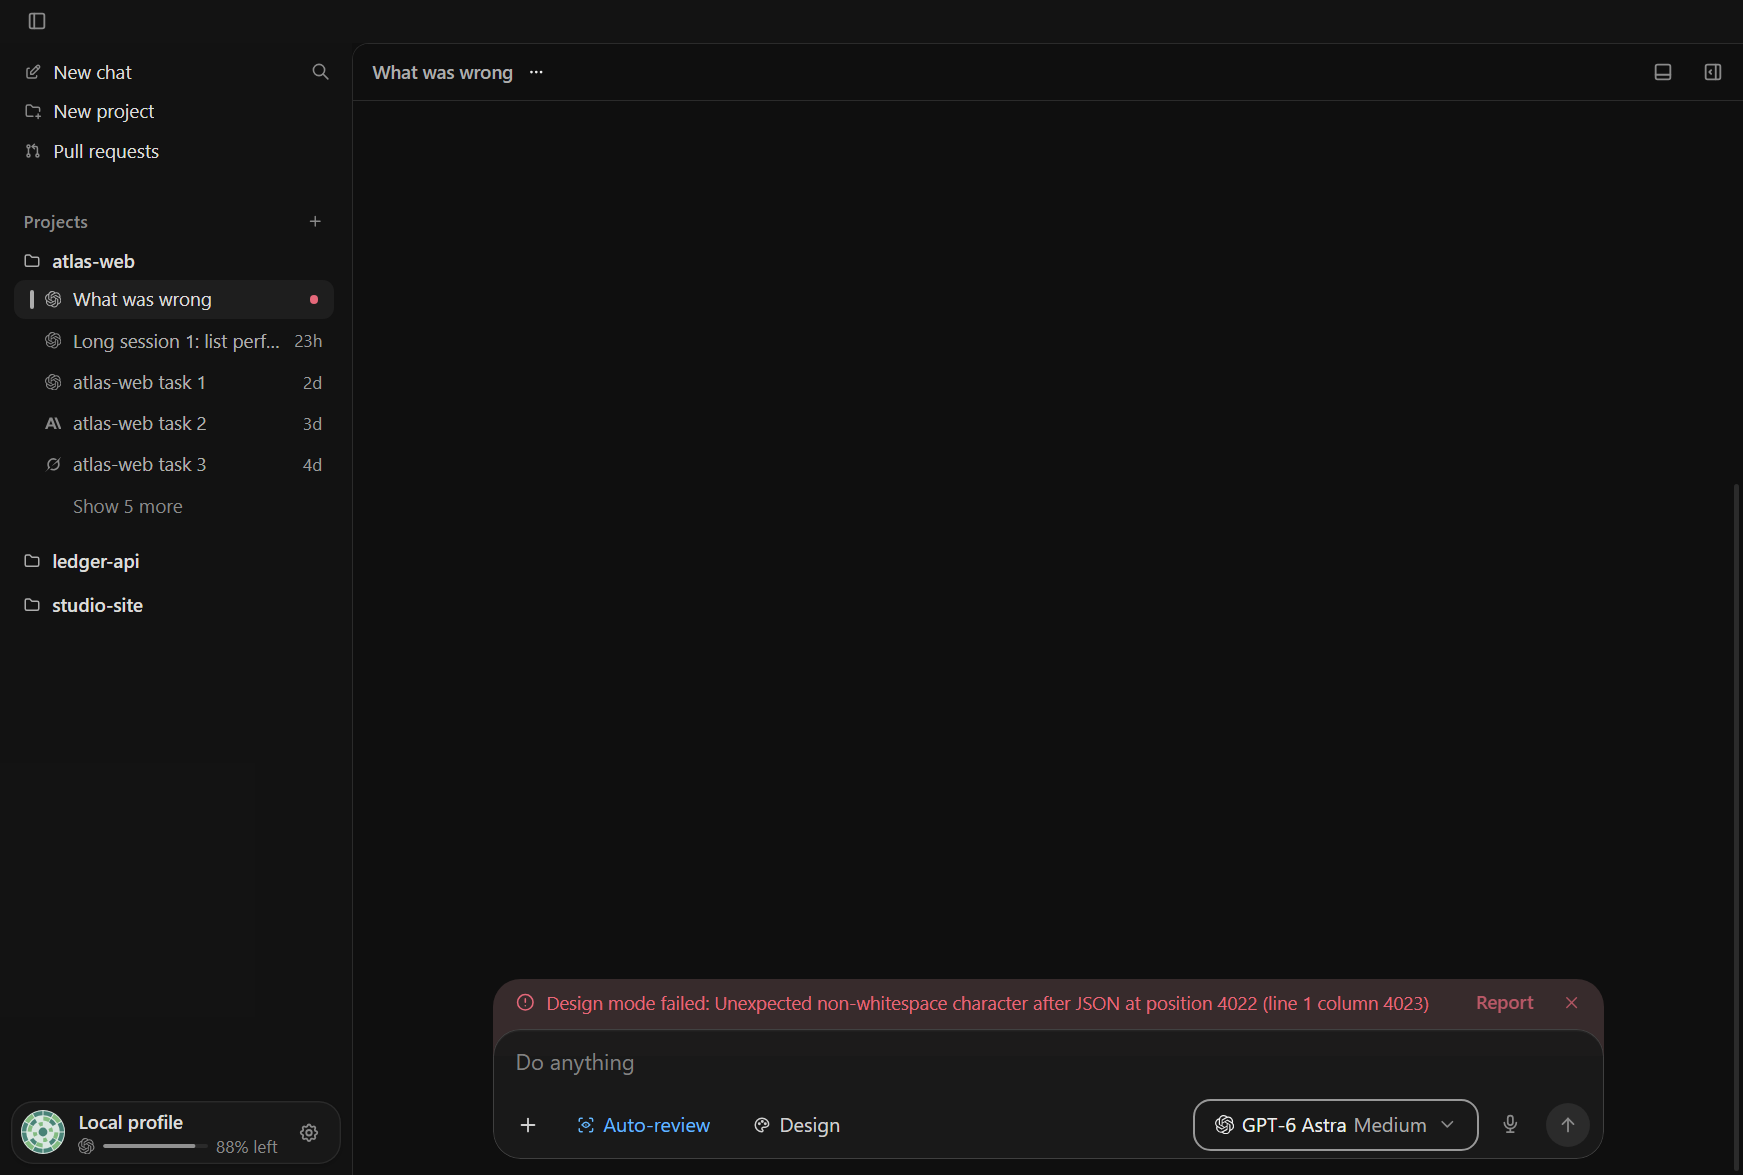 New chat
New project
Pull requests
Projects
atlas-web
What was wrong
Long session 1: list perf... 23h
atlas-web task 1 2d
atlas-web task 2 3d
atlas-web task 3 4d
Show 5 more
ledger-api
studio-site
Local profile
88% left
What was wrong
Design mode failed: Unexpected non-whitespace character after JSON at position 4022 (line 1 column 4023) Report
Do anything
Auto-review Design GPT-6 Astra Medium